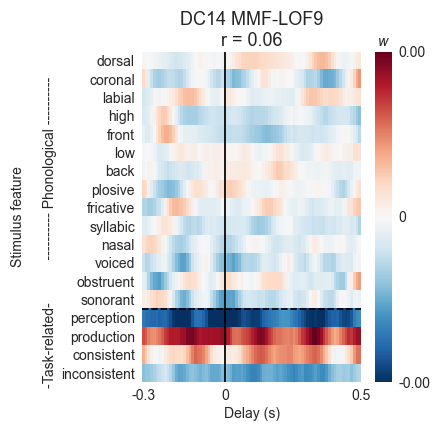 DC14 MMF-LOF9
r = 0.06
w
dorsal
coronal
labial
high
front
low
back
plosive
fricative
syllabic
nasal
voiced
obstruent
sonorant
perception
production
consistent
inconsistent
Stimulus feature
-Task-related- ---------- Phonological ----------
0.00
0
-0.00
-0.3 0 0.5
Delay (s)